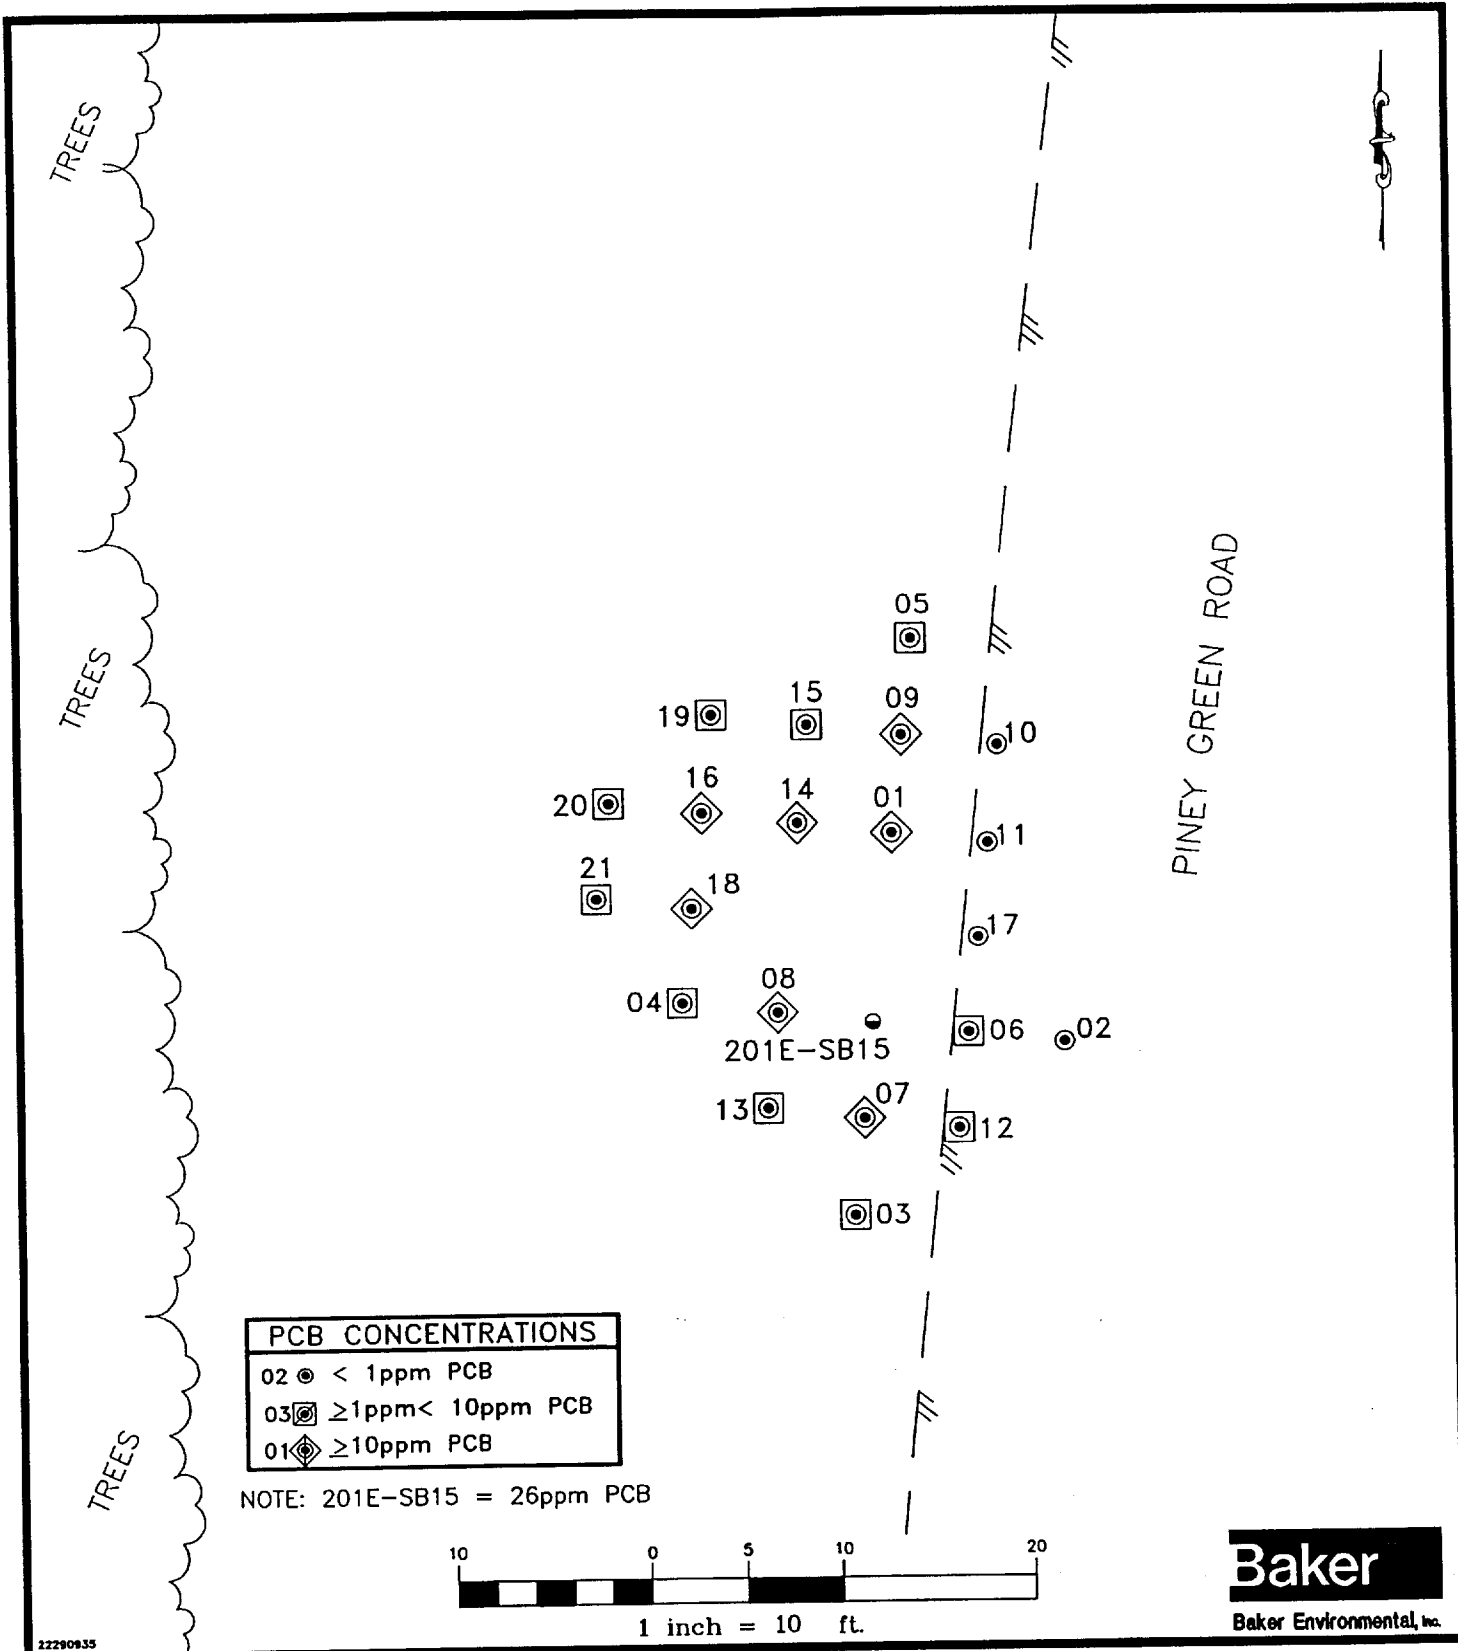 TREES
05
19
15
09
10
PINEY GREEN ROAD
TREES
20
16
14
01
11
21
18
17
04
08
06
02
201E-SB15
13
07
12
03
PCB CONCENTRATIONS
02 < 1ppm PCB
03 ≥1ppm< 10ppm PCB
01 ≥10ppm PCB
TREES
NOTE: 201E-SB15 = 26ppm PCB
10 0 5 10 20
1 inch = 10 ft.
Baker
Baker Environmental, Inc.
22290935